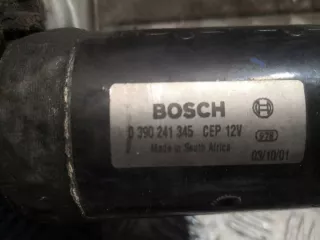 BOSCH
0 390 241 345 CEP 12V
Made in South Africa
03/10/01